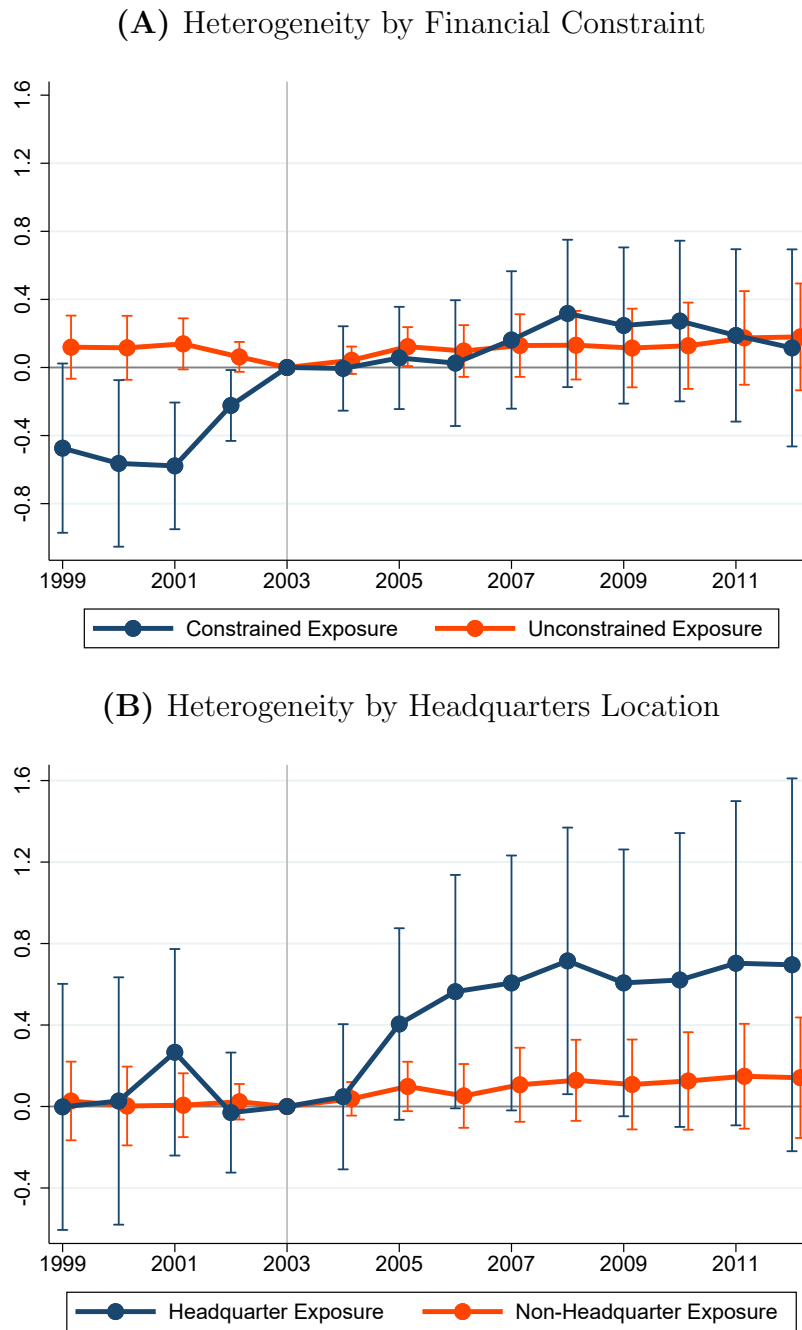 (A) Heterogeneity by Financial Constraint
1.6
1.2
0.8
0.4
0.0
-0.4
-0.8
1999 2001 2003 2005 2007 2009 2011
Constrained Exposure Unconstrained Exposure
(B) Heterogeneity by Headquarters Location
1.6
1.2
0.8
0.4
0.0
-0.4
1999 2001 2003 2005 2007 2009 2011
Headquarter Exposure Non-Headquarter Exposure